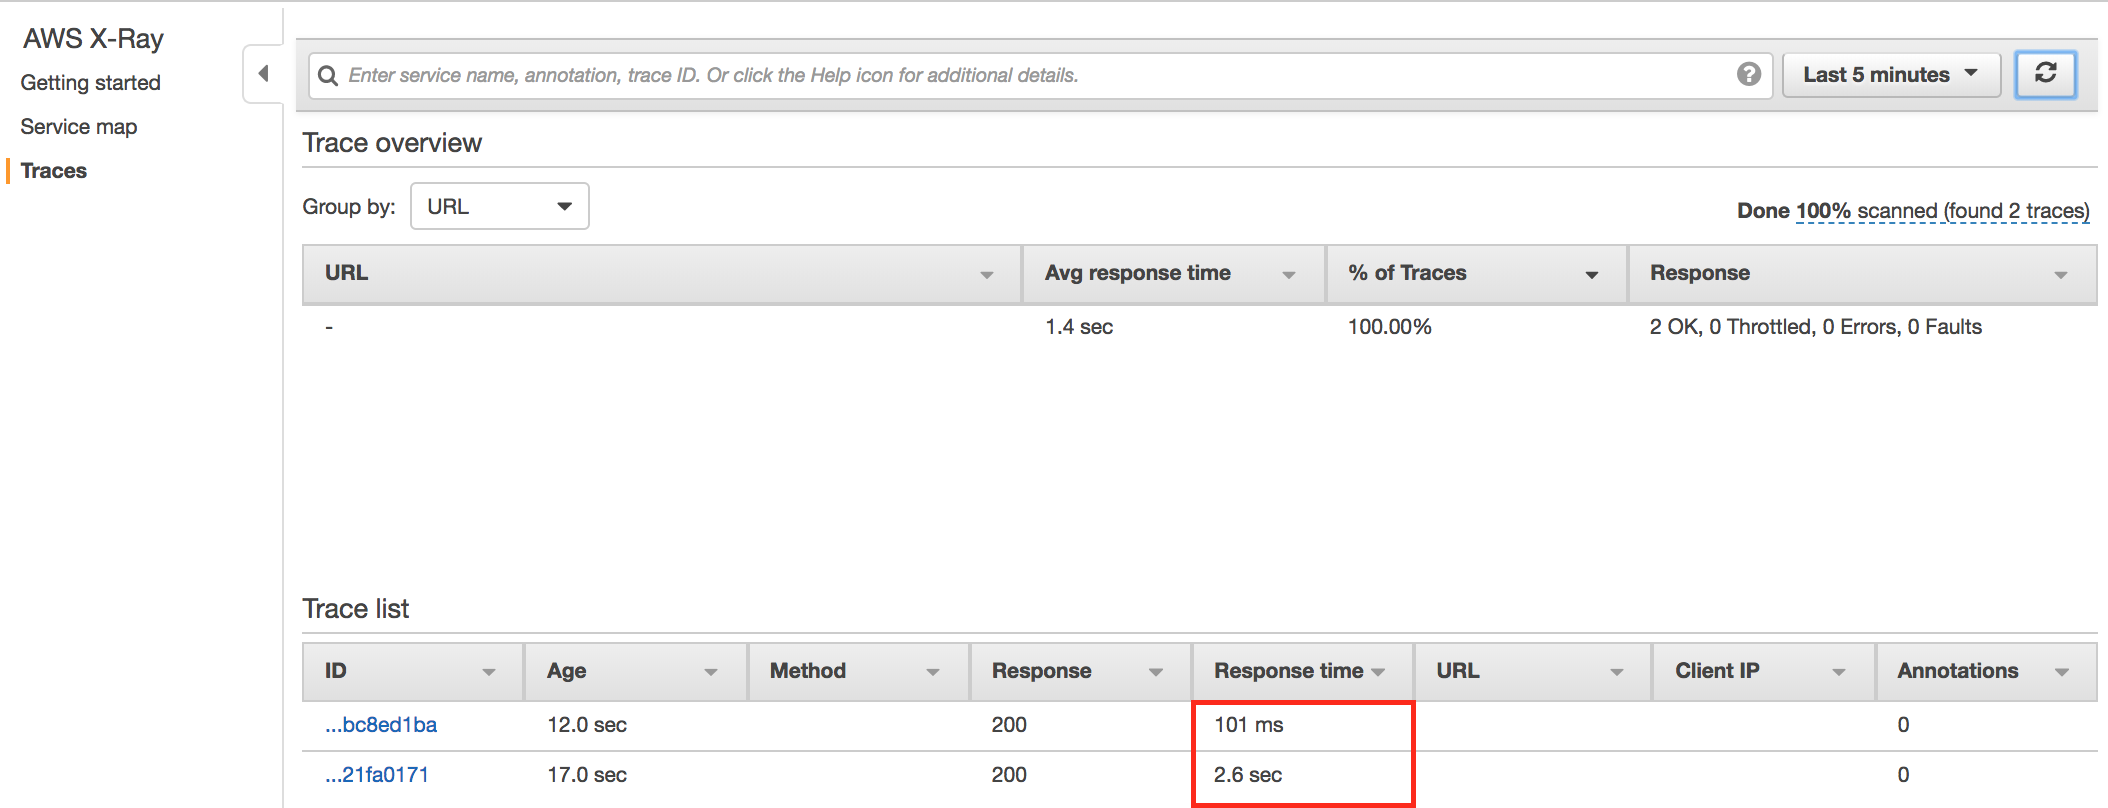 AWS X-Ray
Getting started
Service map
Traces
Enter service name, annotation, trace ID. Or click the Help icon for additional details.
?
Last 5 minutes
Trace overview
Group by: URL
Done 100% scanned (found 2 traces)
URL Avg response time % of Traces Response
- 1.4 sec 100.00% 2 OK, 0 Throttled, 0 Errors, 0 Faults
Trace list
ID Age Method Response Response time URL Client IP Annotations
...bc8ed1ba 12.0 sec 200 101 ms 0
...21fa0171 17.0 sec 200 2.6 sec 0